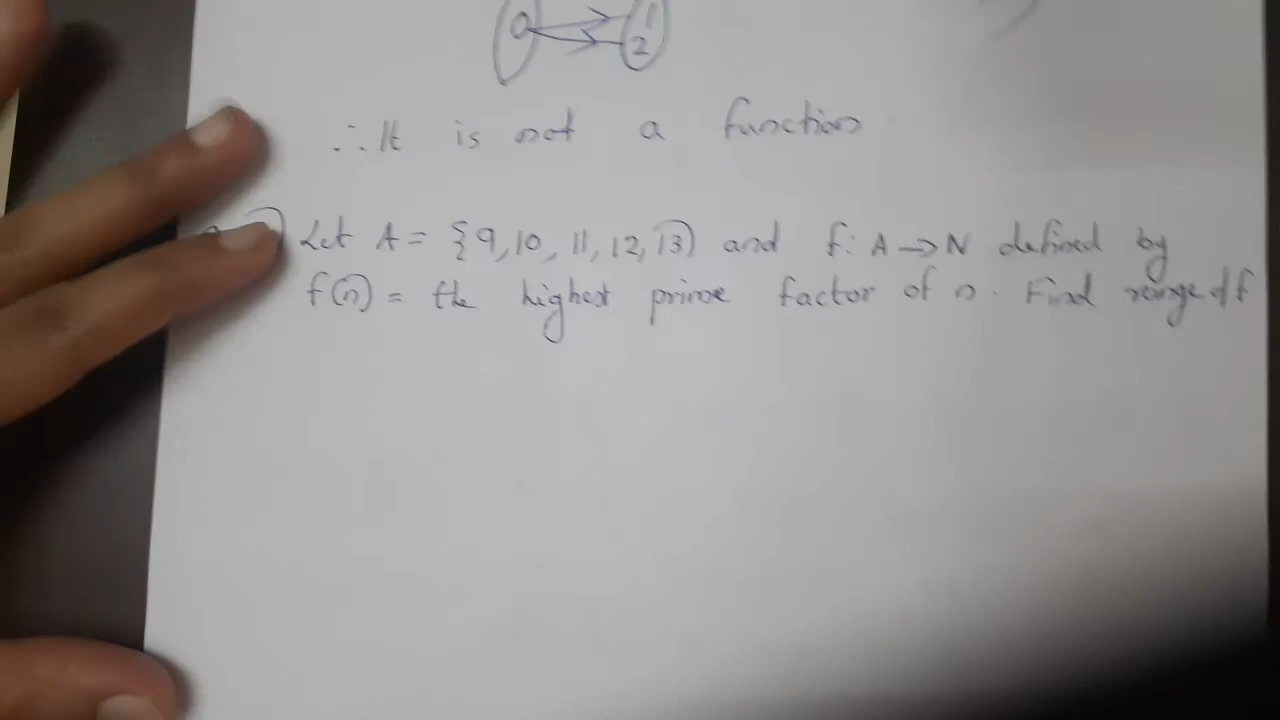 1
2
∴ It is not a function
Let A = {9, 10, 11, 12, 13) and f: A → N defined by
f(n) = the highest prime factor of n. Find range of f